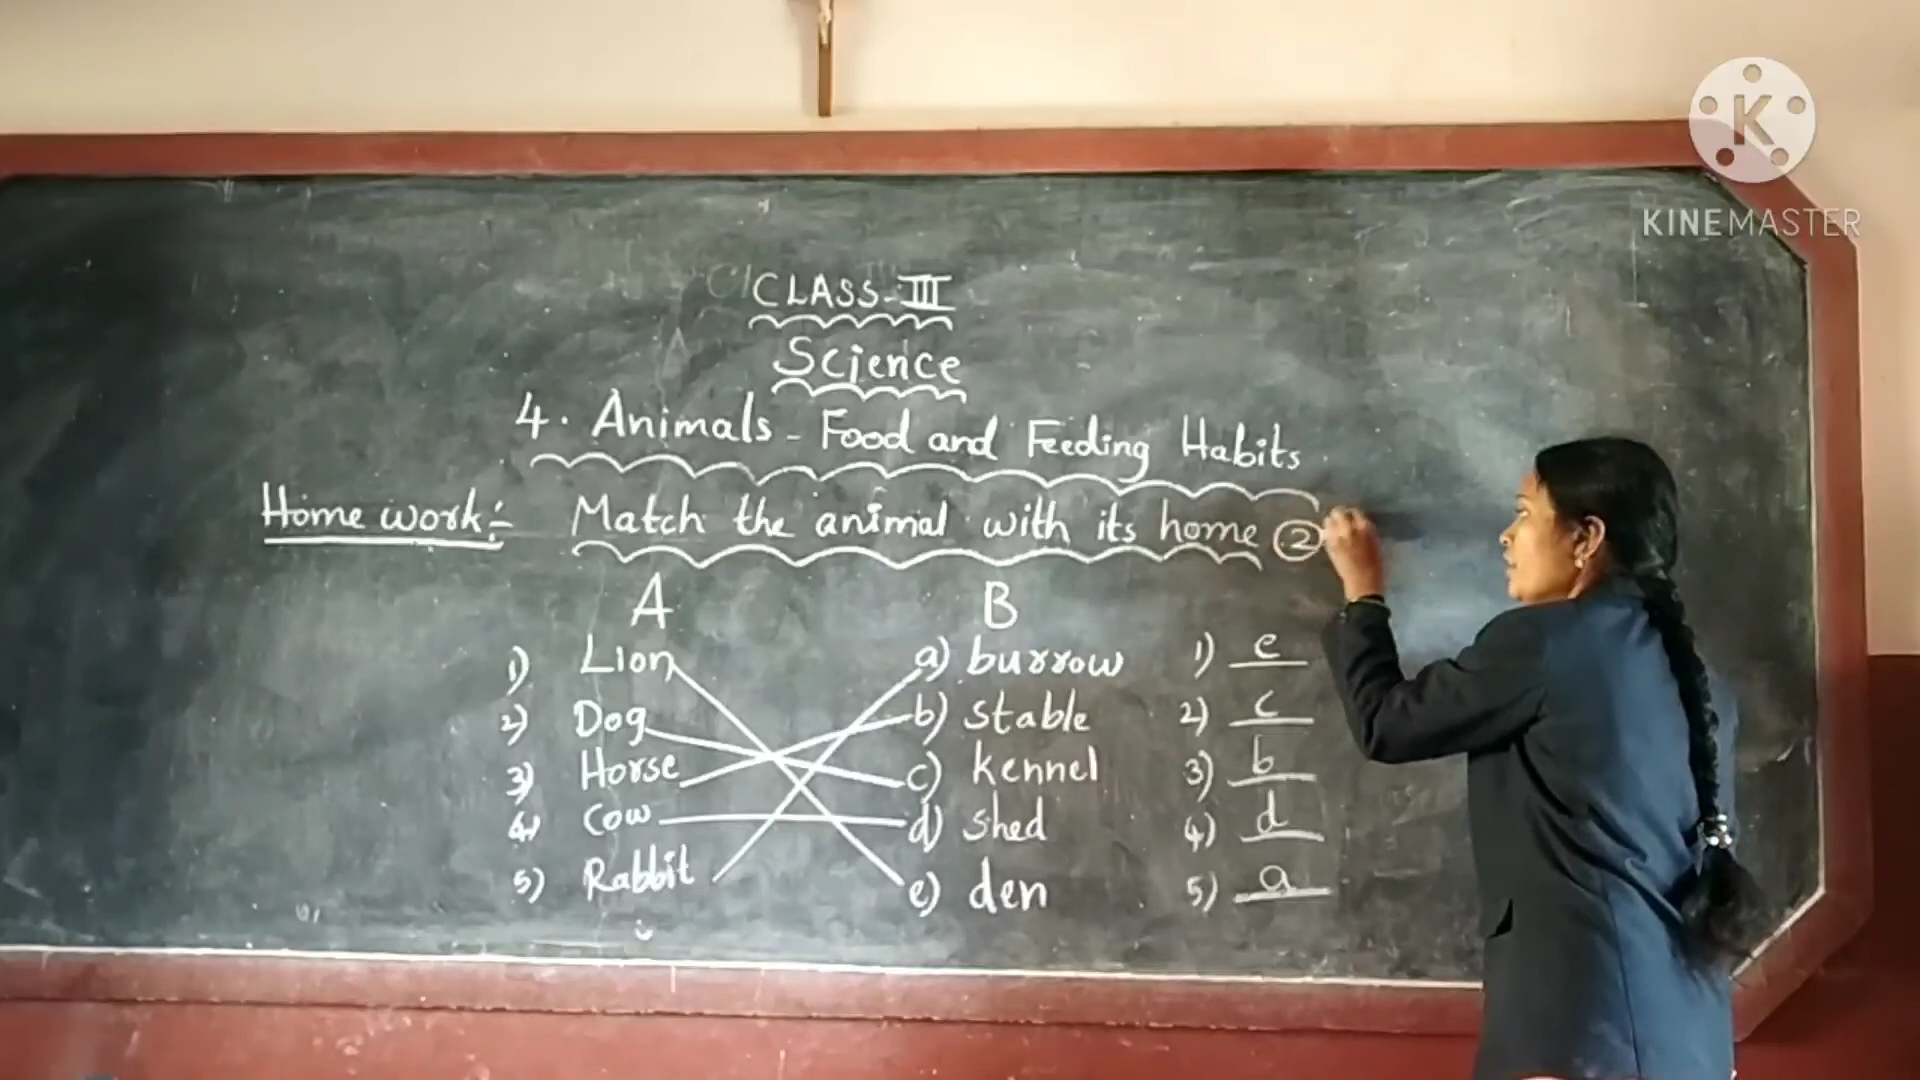 K
KINEMASTER
CLASS-III
Science
4. Animals - Food and Feeding Habits
Home work:- Match the animal with its home ②
A B
1) Lion a) burrow 1) e
2) Dog b) stable 2) c
3) Horse c) kennel 3) b
4) Cow d) shed 4) d
5) Rabbit e) den 5) a